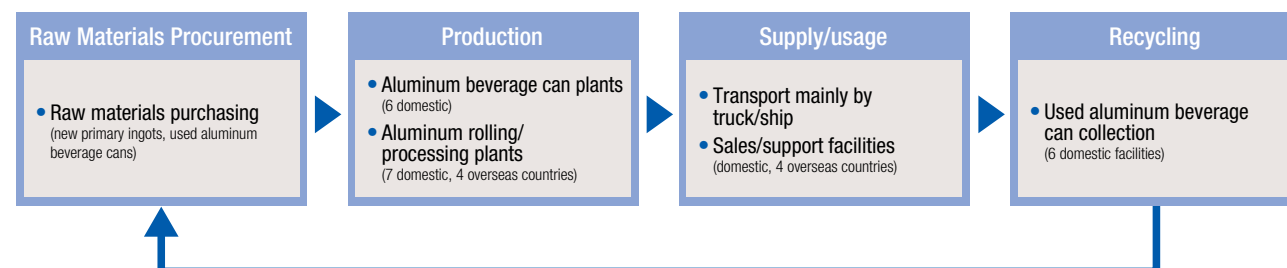 Raw Materials Procurement
• Raw materials purchasing
(new primary ingots, used aluminum
beverage cans)
Production
• Aluminum beverage can plants
(6 domestic)
• Aluminum rolling/
processing plants
(7 domestic, 4 overseas countries)
Supply/usage
• Transport mainly by
truck/ship
• Sales/support facilities
(domestic, 4 overseas countries)
Recycling
• Used aluminum beverage
can collection
(6 domestic facilities)